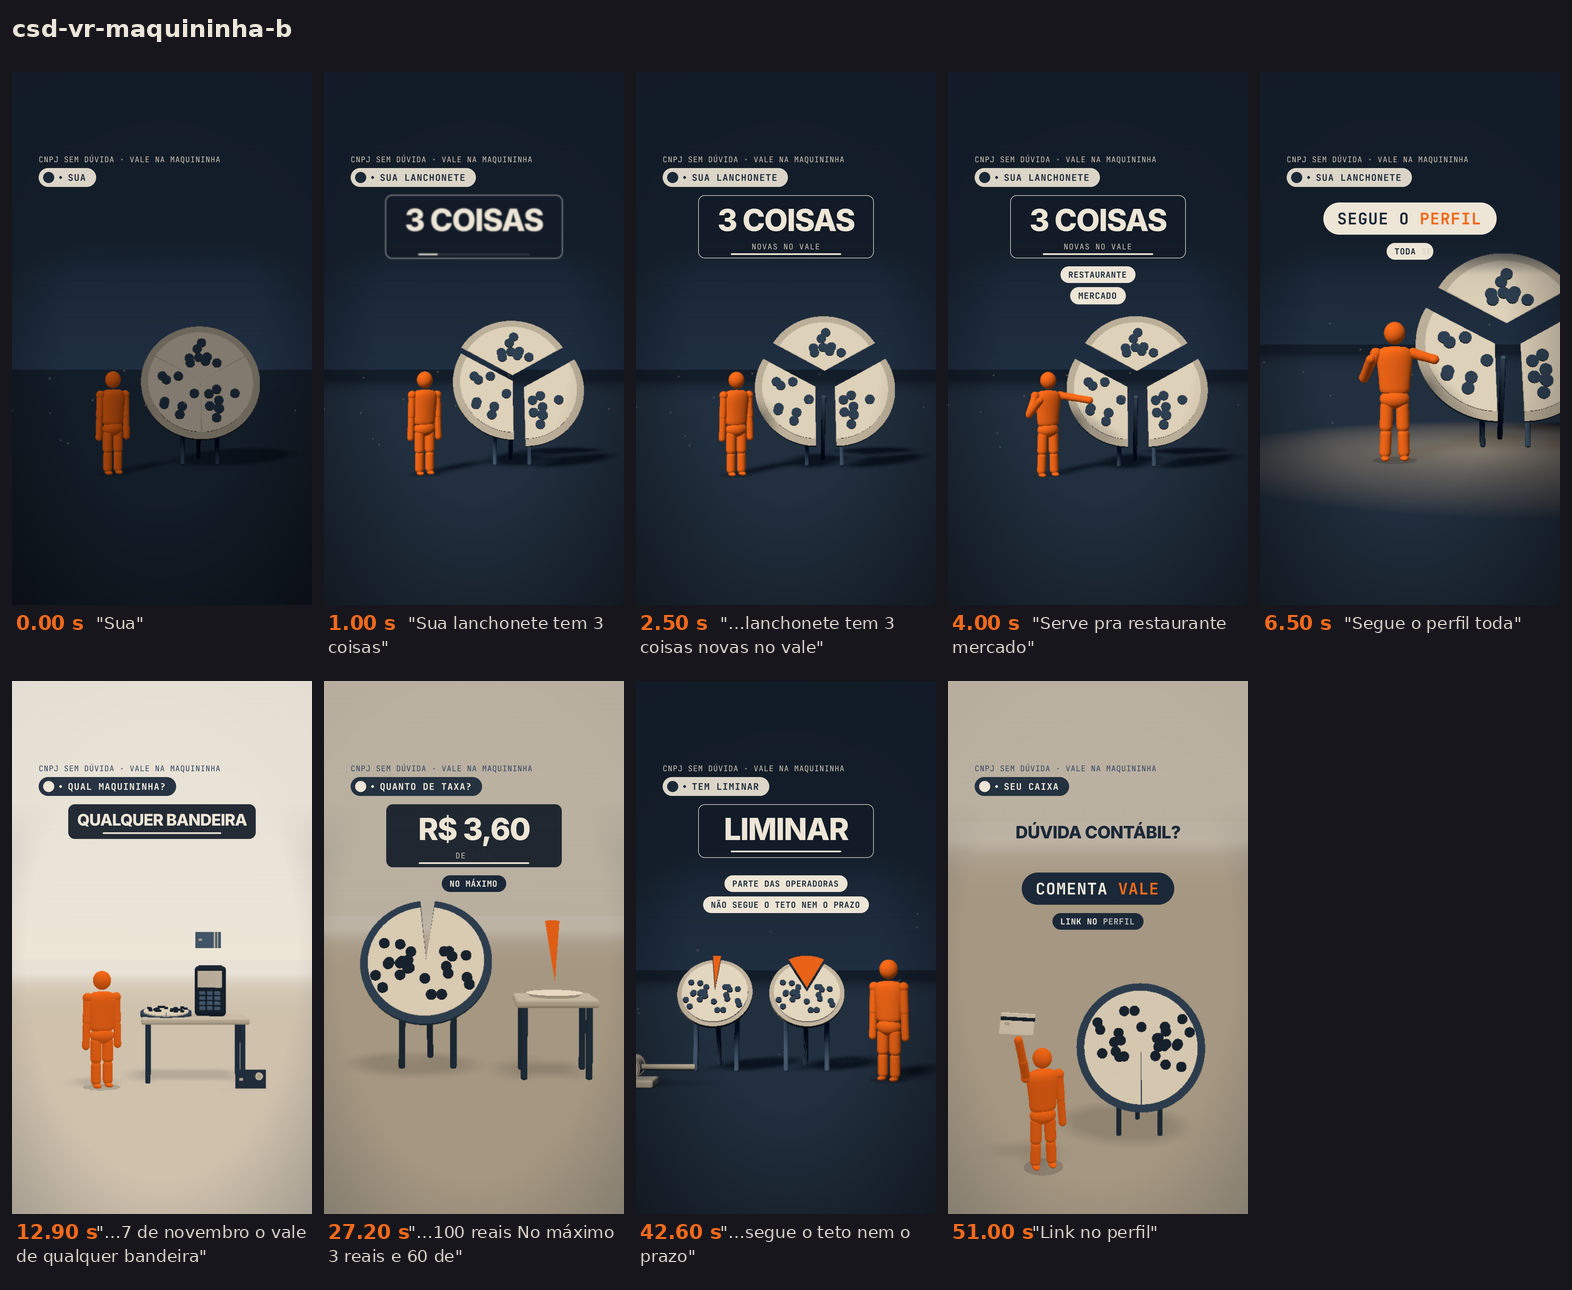 csd-vr-maquininha-b
CNPJ SEM DÚVIDA · VALE NA MAQUININHA
• SUA
0.00 s "Sua"
CNPJ SEM DÚVIDA · VALE NA MAQUININHA
• SUA LANCHONETE
3 COISAS
1.00 s "Sua lanchonete tem 3
coisas"
CNPJ SEM DÚVIDA · VALE NA MAQUININHA
• SUA LANCHONETE
3 COISAS
NOVAS NO VALE
2.50 s "...lanchonete tem 3
coisas novas no vale"
CNPJ SEM DÚVIDA · VALE NA MAQUININHA
• SUA LANCHONETE
3 COISAS
NOVAS NO VALE
RESTAURANTE
MERCADO
4.00 s "Serve pra restaurante
mercado"
CNPJ SEM DÚVIDA · VALE NA MAQUININHA
• SUA LANCHONETE
SEGUE O PERFIL
TODA
6.50 s "Segue o perfil toda"
CNPJ SEM DÚVIDA · VALE NA MAQUININHA
• QUAL MAQUININHA?
QUALQUER BANDEIRA
12.90 s "...7 de novembro o vale
de qualquer bandeira"
CNPJ SEM DÚVIDA · VALE NA MAQUININHA
• QUANTO DE TAXA?
R$ 3,60
DE
NO MÁXIMO
27.20 s "...100 reais No máximo
3 reais e 60 de"
CNPJ SEM DÚVIDA · VALE NA MAQUININHA
• TEM LIMINAR
LIMINAR
PARTE DAS OPERADORAS
NÃO SEGUE O TETO NEM O PRAZO
42.60 s "...segue o teto nem o
prazo"
CNPJ SEM DÚVIDA · VALE NA MAQUININHA
• SEU CAIXA
DÚVIDA CONTÁBIL?
COMENTA VALE
LINK NO PERFIL
51.00 s "Link no perfil"